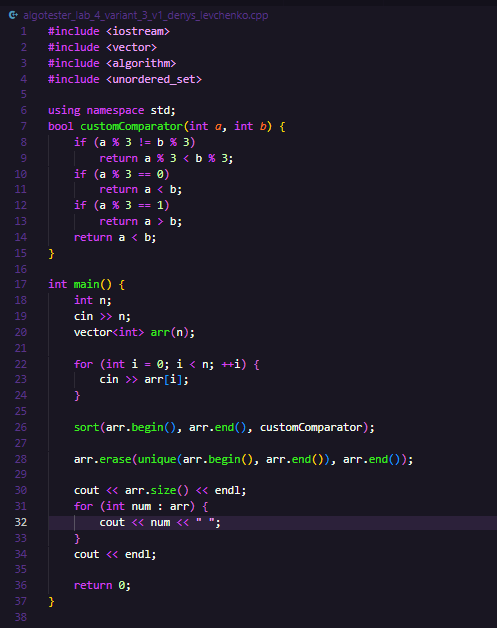 algotester_lab_4_variant_3_v1_denys_levchenko.cpp
1 #include <iostream>
2 #include <vector>
3 #include <algorithm>
4 #include <unordered_set>
5
6 using namespace std;
7 bool customComparator(int a, int b) {
8     if (a % 3 != b % 3)
9         return a % 3 < b % 3;
10     if (a % 3 == 0)
11         return a < b;
12     if (a % 3 == 1)
13         return a > b;
14     return a < b;
15 }
16
17 int main() {
18     int n;
19     cin >> n;
20     vector<int> arr(n);
21
22     for (int i = 0; i < n; ++i) {
23         cin >> arr[i];
24     }
25
26     sort(arr.begin(), arr.end(), customComparator);
27
28     arr.erase(unique(arr.begin(), arr.end()), arr.end());
29
30     cout << arr.size() << endl;
31     for (int num : arr) {
32         cout << num << " ";
33     }
34     cout << endl;
35
36     return 0;
37 }
38